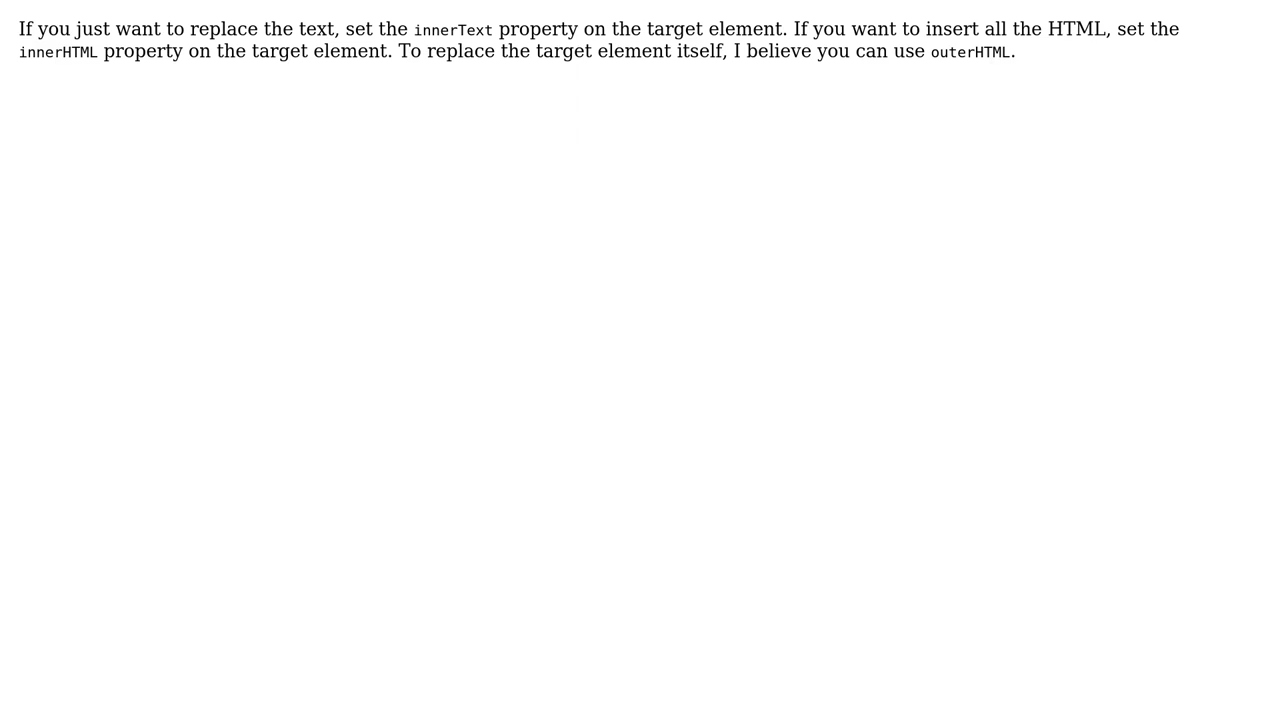 If you just want to replace the text, set the innerText property on the target element. If you want to insert all the HTML, set the
innerHTML property on the target element. To replace the target element itself, I believe you can use outerHTML.